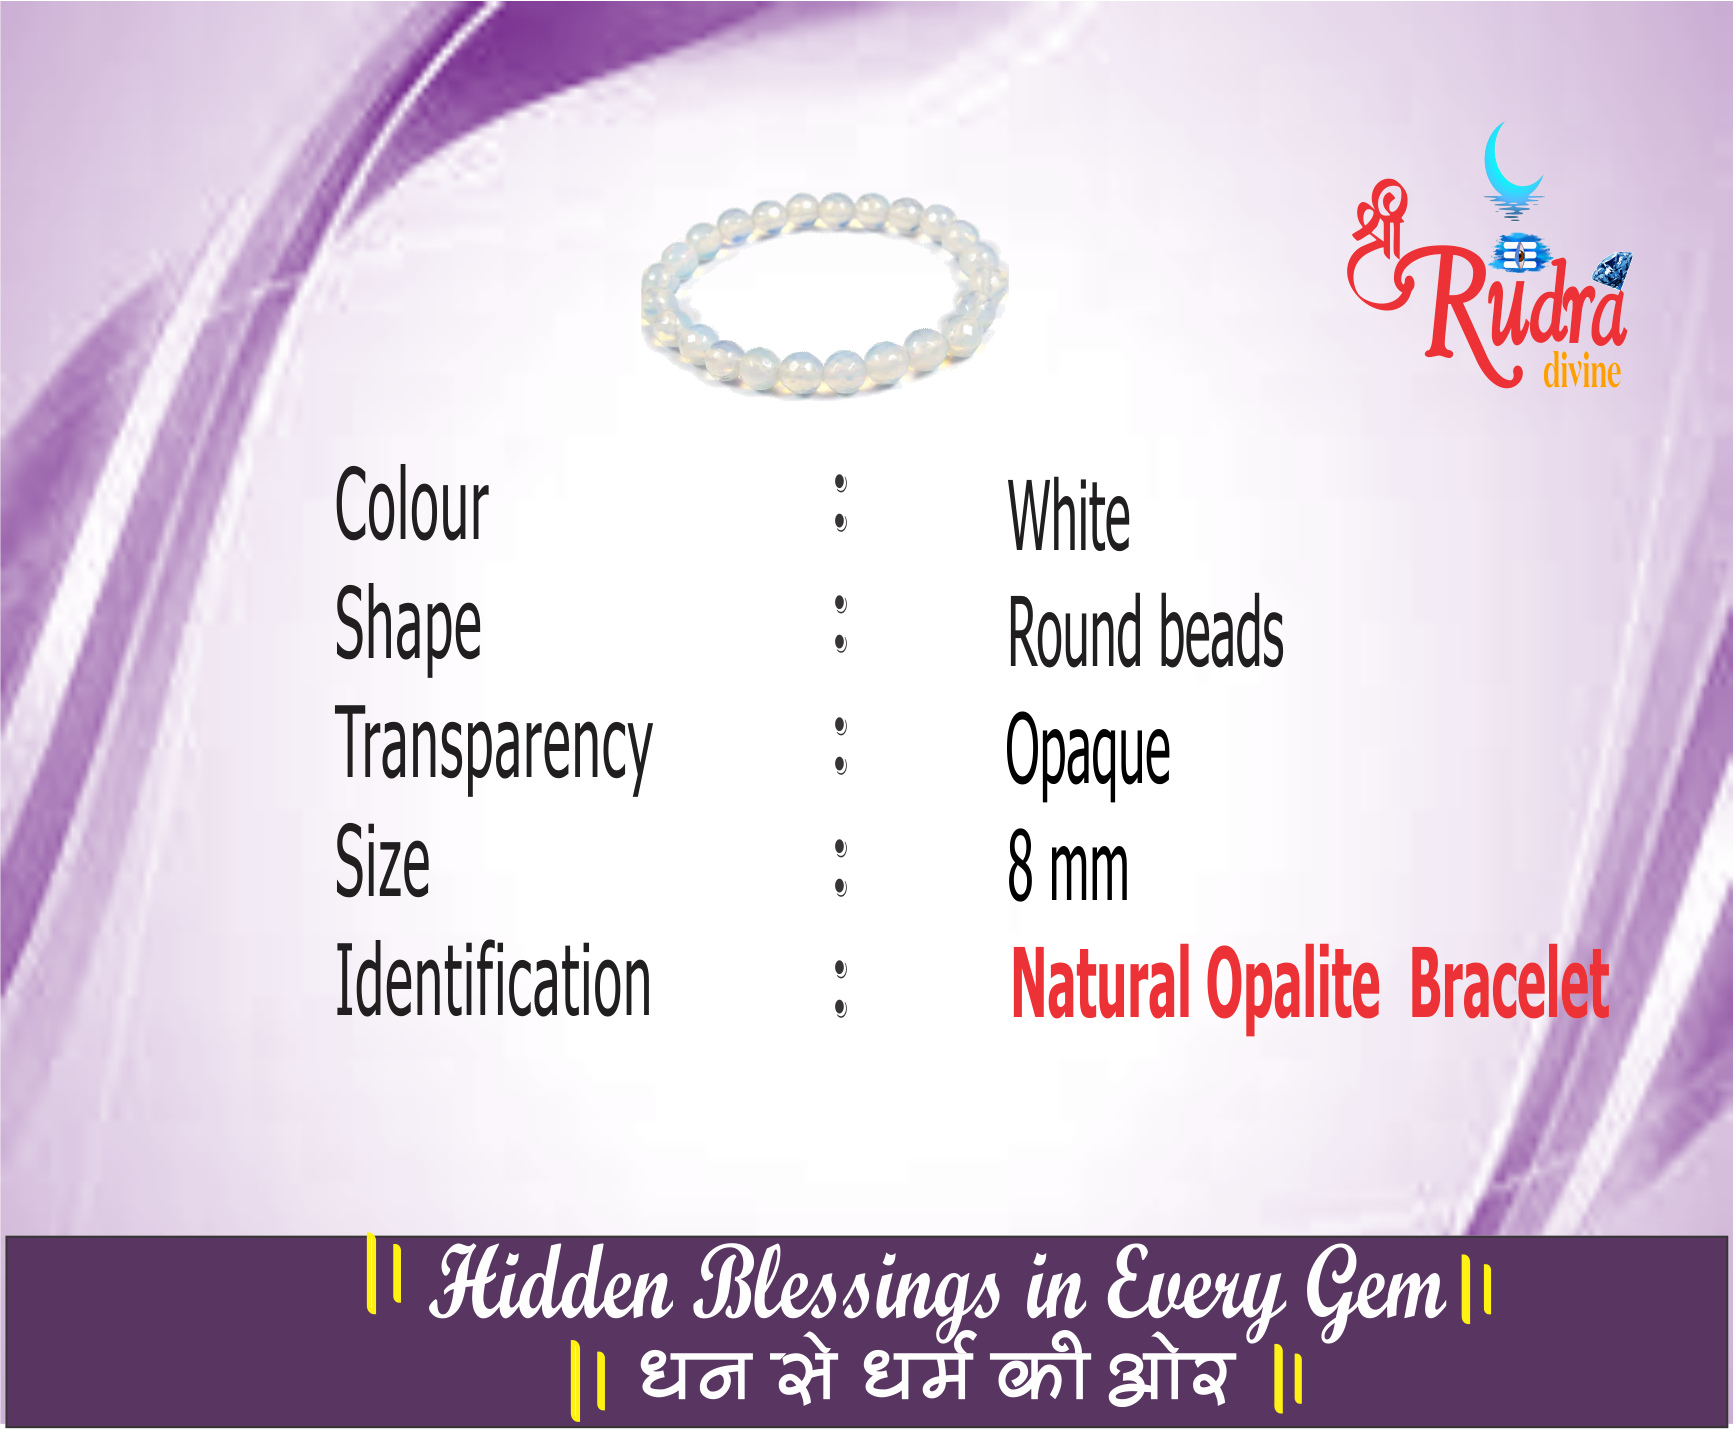 श्री
Rudra
divine
Colour : White
Shape : Round beads
Transparency : Opaque
Size : 8 mm
Identification : Natural Opalite Bracelet
|| Hidden Blessings in Every Gem ||
|| धन से धर्म की ओर ||